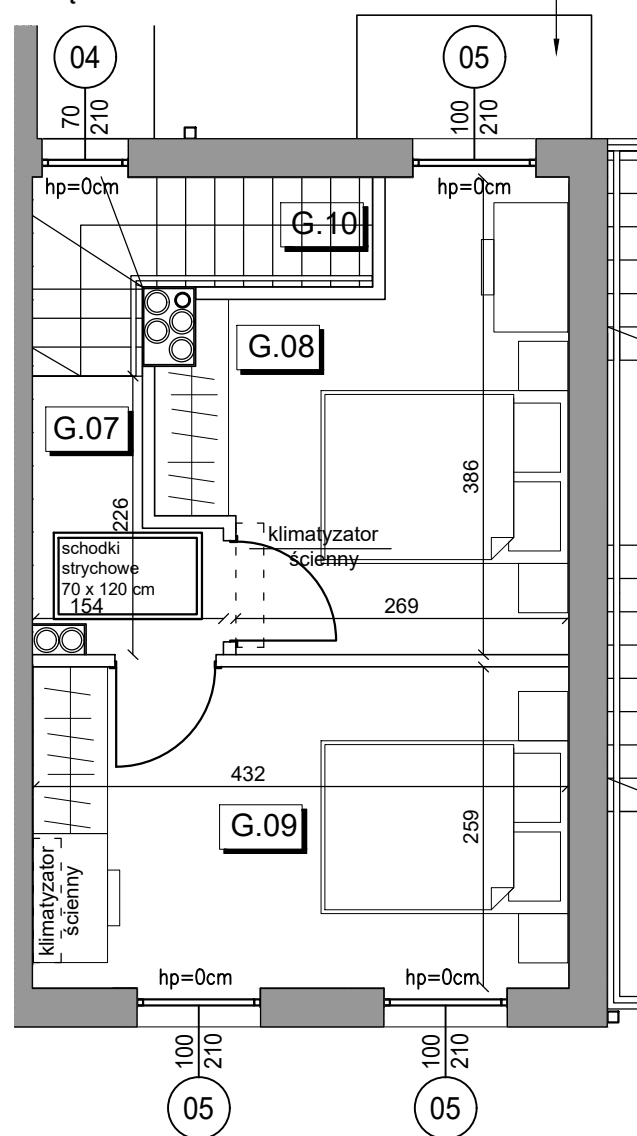 04
05
70
210
100
210
hp=0cm
hp=0cm
G.10
G.08
G.07
386
226
klimatyzator
ścienny
schodki
strychowe
70 x 120 cm
154
269
432
G.09
259
klimatyzator
ścienny
hp=0cm
hp=0cm
100
210
100
210
05
05